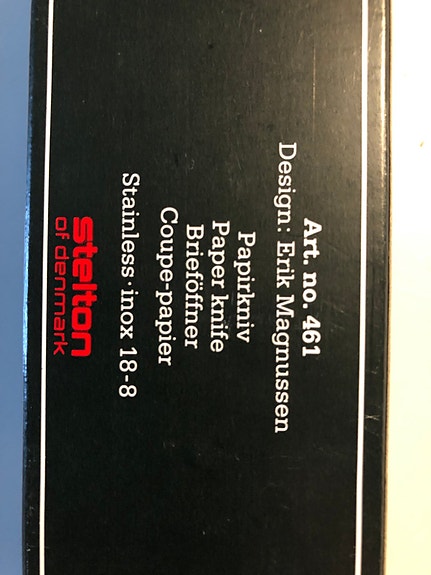 Art. no. 461
Design: Erik Magnussen
Papirkniv
Paper knife
Brieföffner
Coupe-papier
Stainless·inox 18-8
stelton
of denmark